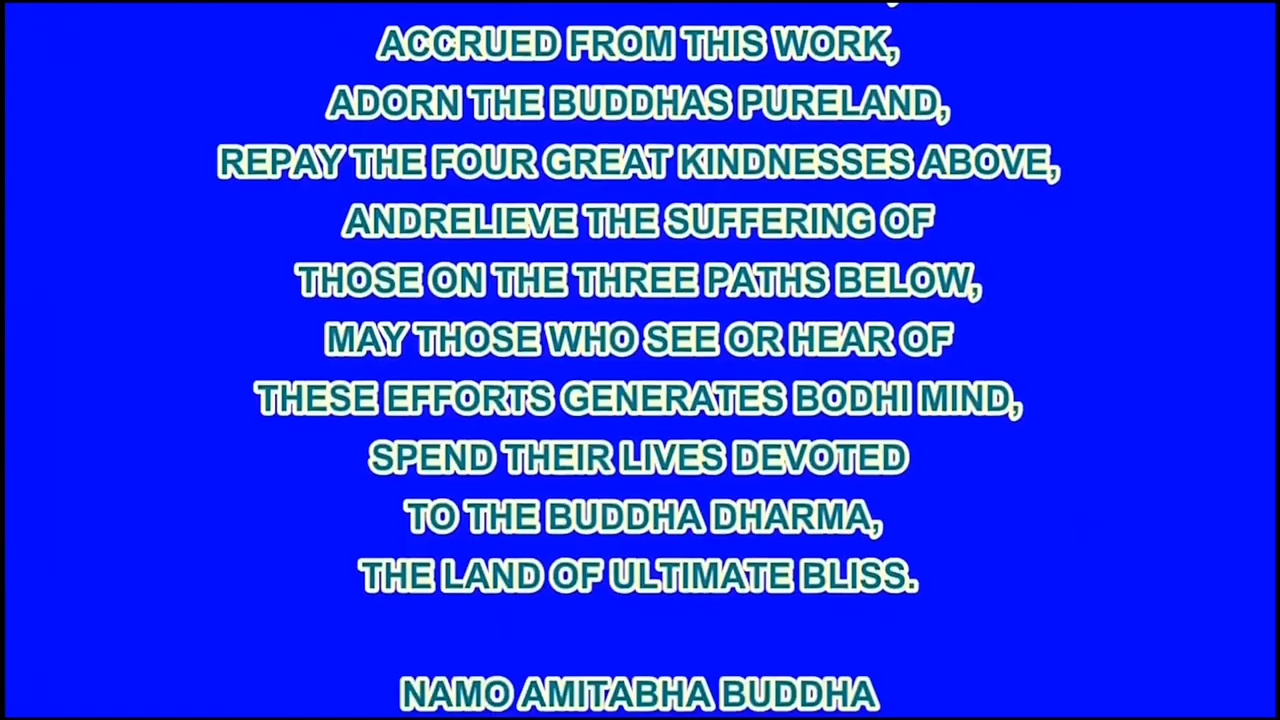 ACCRUED FROM THIS WORK,
ADORN THE BUDDHAS PURELAND,
REPAY THE FOUR GREAT KINDNESSES ABOVE,
ANDRELIEVE THE SUFFERING OF
THOSE ON THE THREE PATHS BELOW,
MAY THOSE WHO SEE OR HEAR OF
THESE EFFORTS GENERATES BODHI MIND,
SPEND THEIR LIVES DEVOTED
TO THE BUDDHA DHARMA,
THE LAND OF ULTIMATE BLISS.
NAMO AMITABHA BUDDHA